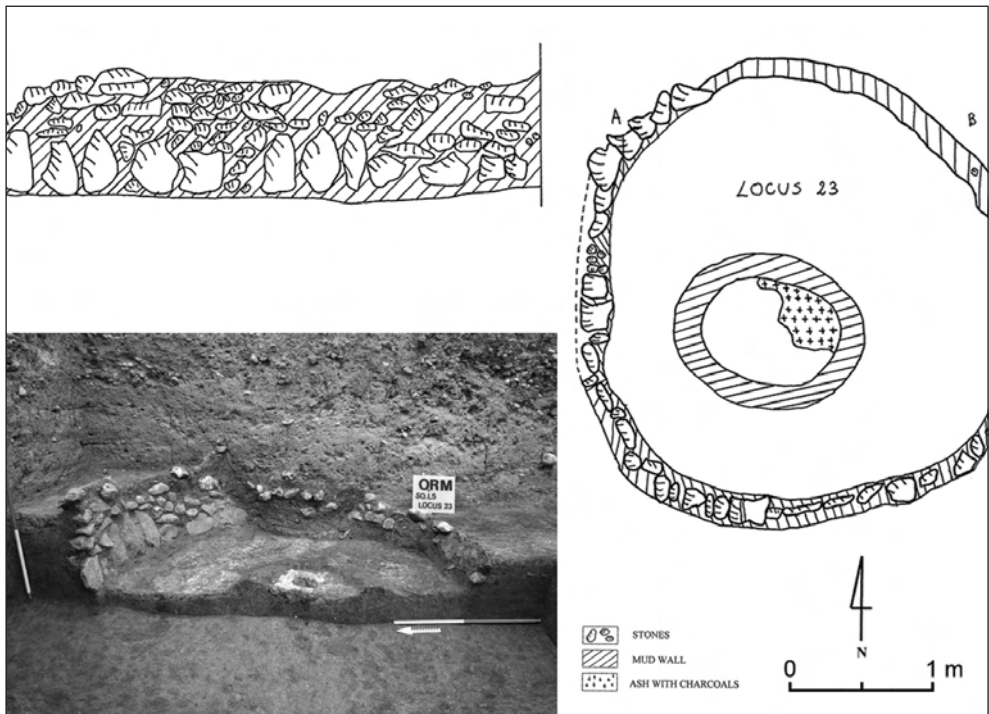 A
B
LOCUS 23
QRM
SQ.L5
LOCUS 23
STONES
MUD WALL
ASH WITH CHARCOALS
N
0 1 m